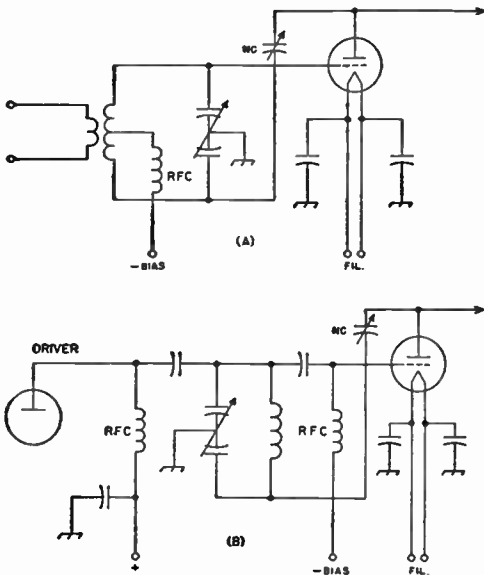 NC
RFC
(A)
–BIAS
FIL.
NC
DRIVER
RFC
RFC
(B)
+
–BIAS
FIL.